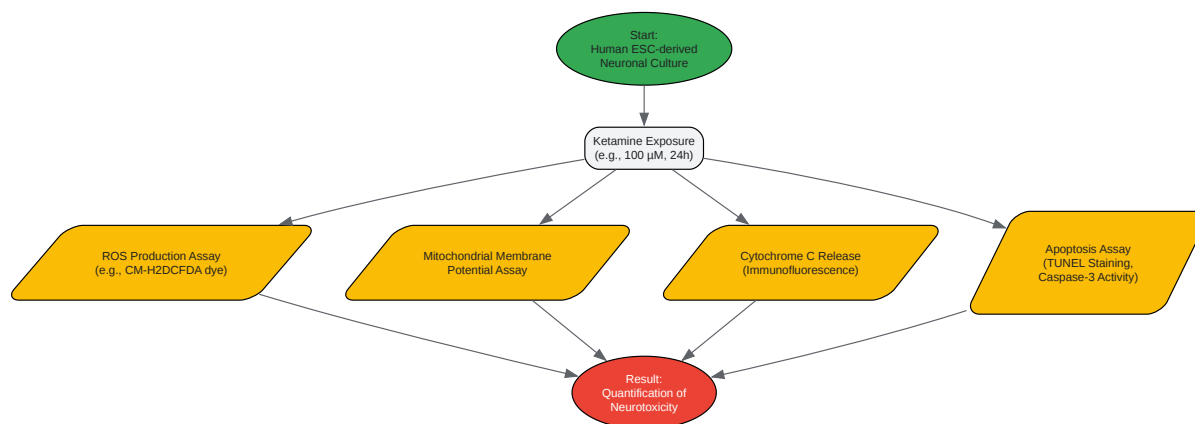 Start:
Human ESC-derived
Neuronal Culture
Ketamine Exposure
(e.g., 100 µM, 24h)
ROS Production Assay
(e.g., CM-H2DCFDA dye)
Mitochondrial Membrane
Potential Assay
Cytochrome C Release
(Immunofluorescence)
Apoptosis Assay
(TUNEL Staining,
Caspase-3 Activity)
Result:
Quantification of
Neurotoxicity